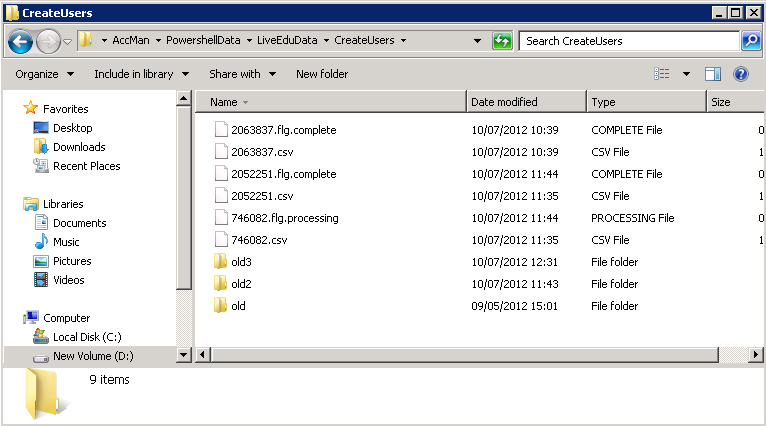 CreateUsers
AccMan PowershellData LiveEduData CreateUsers Search CreateUsers
Organize Include in library Share with New folder
Favorites
Desktop
Downloads
Recent Places
Libraries
Documents
Music
Pictures
Videos
Computer
Local Disk (C:)
New Volume (D:)
Name Date modified Type Size
2063837.flg.complete 10/07/2012 10:39 COMPLETE File 0
2063837.csv 10/07/2012 10:39 CSV File 1
2052251.flg.complete 10/07/2012 11:44 COMPLETE File 0
2052251.csv 10/07/2012 11:35 CSV File 1
746082.flg.processing 10/07/2012 11:44 PROCESSING File 0
746082.csv 10/07/2012 11:35 CSV File 1
old3 10/07/2012 12:31 File folder
old2 10/07/2012 11:43 File folder
old 09/05/2012 15:01 File folder
9 items